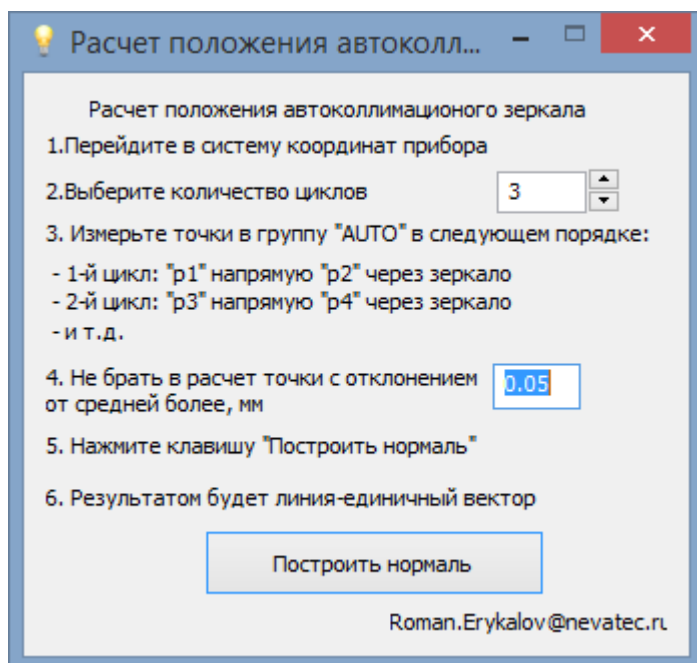 Расчет положения автоколл...
Расчет положения автоколлимационого зеркала
1.Перейдите в систему координат прибора
2.Выберите количество циклов 3
3. Измерьте точки в группу "AUTO" в следующем порядке:
- 1-й цикл: "p1" напрямую "p2" через зеркало
- 2-й цикл: "p3" напрямую "p4" через зеркало
- и т.д.
4. Не брать в расчет точки с отклонением 0.05
от средней более, мм
5. Нажмите клавишу "Построить нормаль"
6. Результатом будет линия-единичный вектор
Построить нормаль
Roman.Erykalov@nevatec.ru